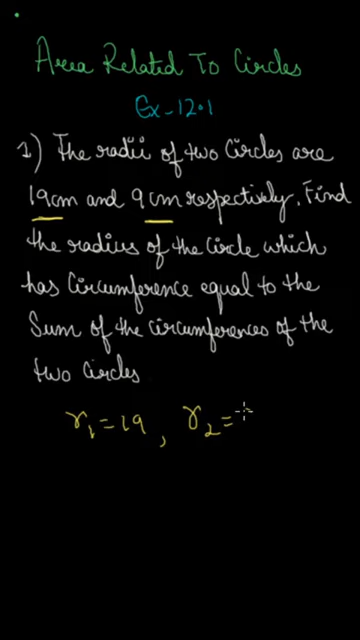 Area Related To Circles
Ex-12.1
1) The radii of two Circles are
19cm and 9 cm respectively. Find
the radius of the Circle which
has Circumference equal to the
Sum of the circumferences of the
two Circles
r₁ = 19, r₂ =